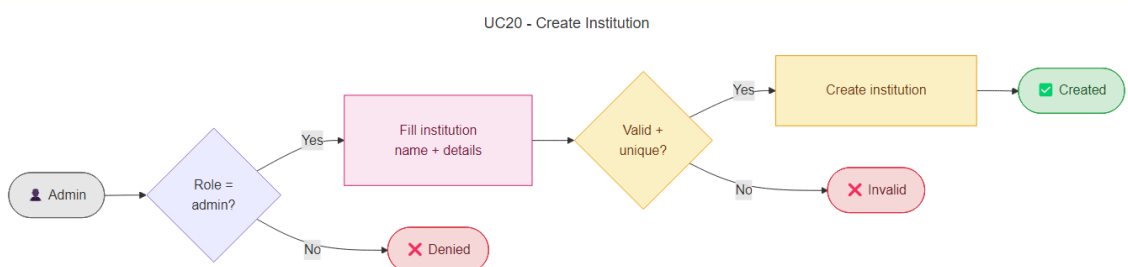 UC20 - Create Institution
Admin
Role =
admin?
Yes
No
Denied
Fill institution
name + details
Valid +
unique?
Yes
No
Invalid
Create institution
Created